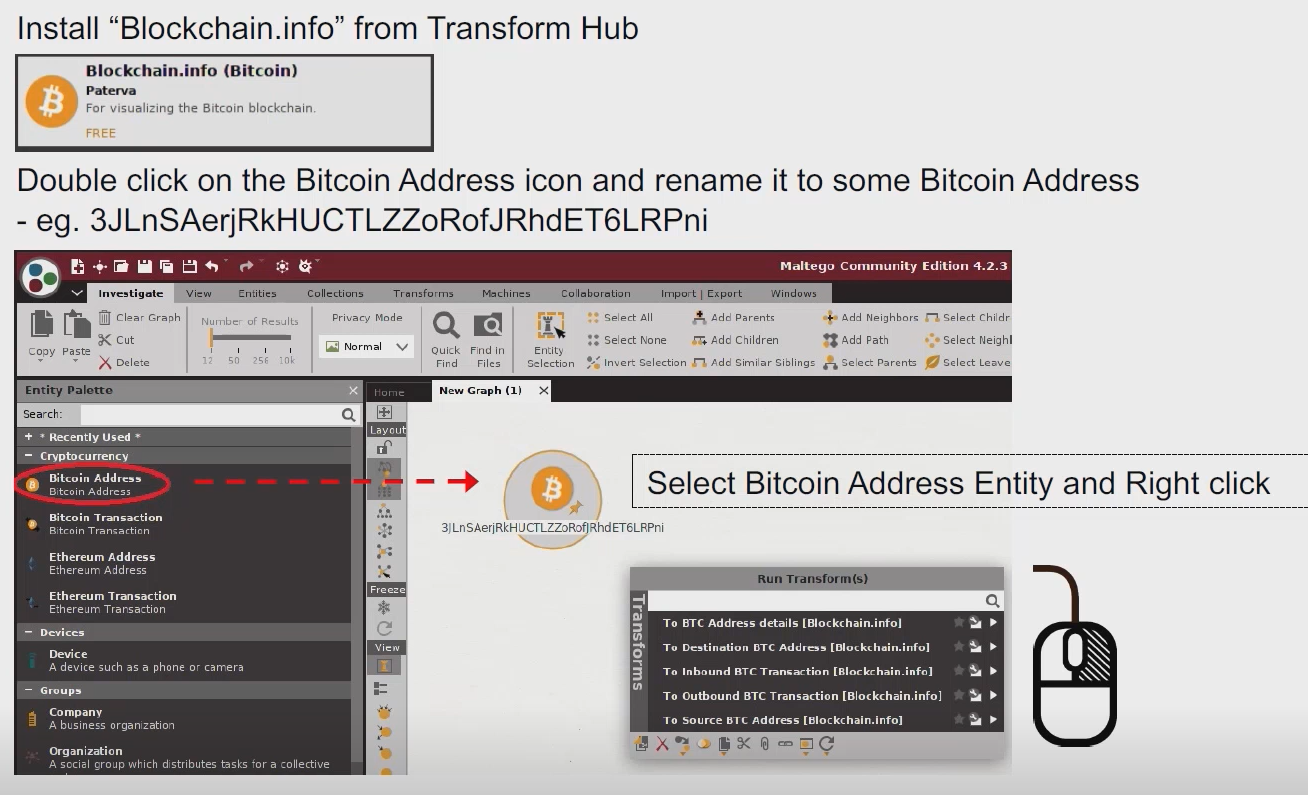 Install “Blockchain.info” from Transform Hub
Blockchain.info (Bitcoin)
Paterva
For visualizing the Bitcoin blockchain.
FREE
Double click on the Bitcoin Address icon and rename it to some Bitcoin Address
- eg. 3JLnSAerjRkHUCTLZZoRofJRhdET6LRPni
Maltego Community Edition 4.2.3
Investigate View Entities Collections Transforms Machines Collaboration Import | Export Windows
Copy
Paste
Clear Graph
Cut
Delete
Number of Results
12 50 256 10k
Privacy Mode
Normal
Quick
Find
Find in
Files
Entity
Selection
Select All
Select None
Invert Selection
Add Parents
Add Children
Add Similar Siblings
Add Neighbors
Add Path
Select Parents
Select Childr
Select Neighl
Select Leave
Entity Palette
Search:
+ * Recently Used *
− Cryptocurrency
Bitcoin Address
Bitcoin Address
Bitcoin Transaction
Bitcoin Transaction
Ethereum Address
Ethereum Address
Ethereum Transaction
Ethereum Transaction
− Devices
Device
A device such as a phone or camera
− Groups
Company
A business organization
Organization
A social group which distributes tasks for a collective
Home
New Graph (1)
Layout
Freeze
View
3JLnSAerjRkHUCTLZZoRofJRhdET6LRPni
Select Bitcoin Address Entity and Right click
Run Transform(s)
Transforms
To BTC Address details [Blockchain.info]
To Destination BTC Address [Blockchain.info]
To Inbound BTC Transaction [Blockchain.info]
To Outbound BTC Transaction [Blockchain.info]
To Source BTC Address [Blockchain.info]